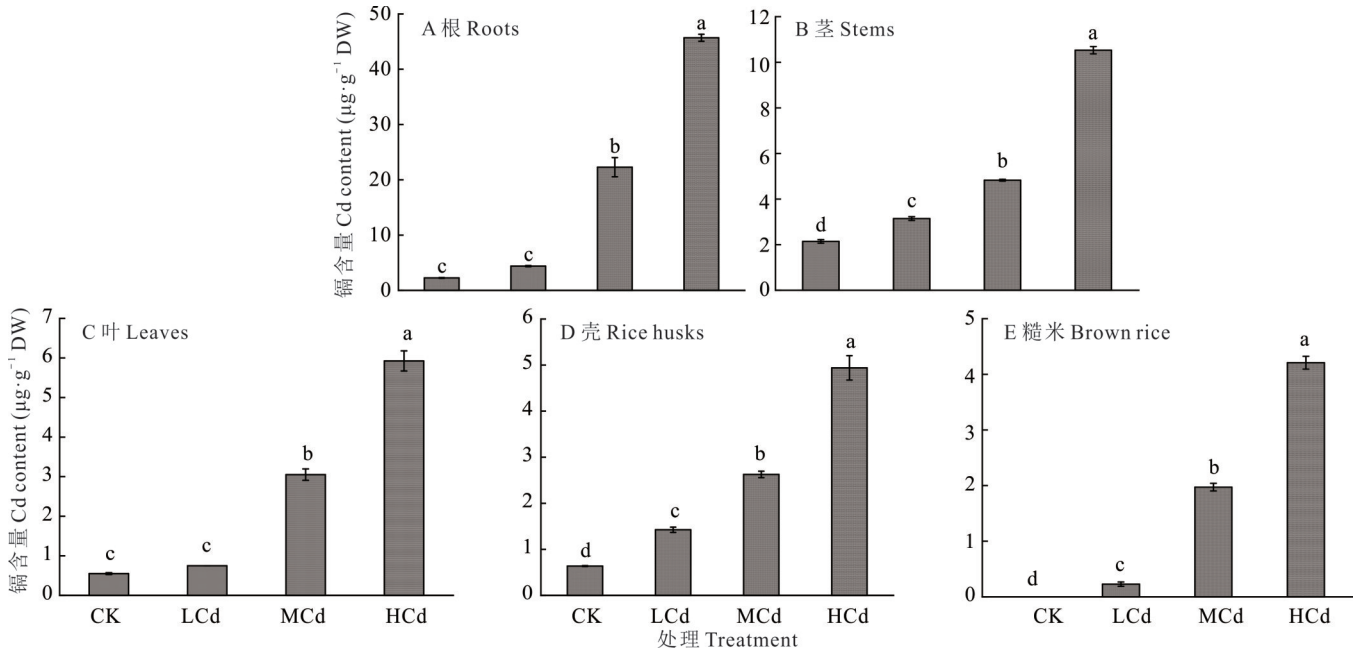 A 根 Roots
镉含量 Cd content (μg·g⁻¹ DW)
50
40
30
20
10
0
c
c
b
a
B 茎 Stems
12
10
8
6
4
2
0
d
c
b
a
C 叶 Leaves
镉含量 Cd content (μg·g⁻¹ DW)
7
6
5
4
3
2
1
0
c
c
b
a
CK LCd MCd HCd
D 壳 Rice husks
6
5
4
3
2
1
0
d
c
b
a
CK LCd MCd HCd
E 糙米 Brown rice
5
4
3
2
1
0
d
c
b
a
CK LCd MCd HCd
处理 Treatment